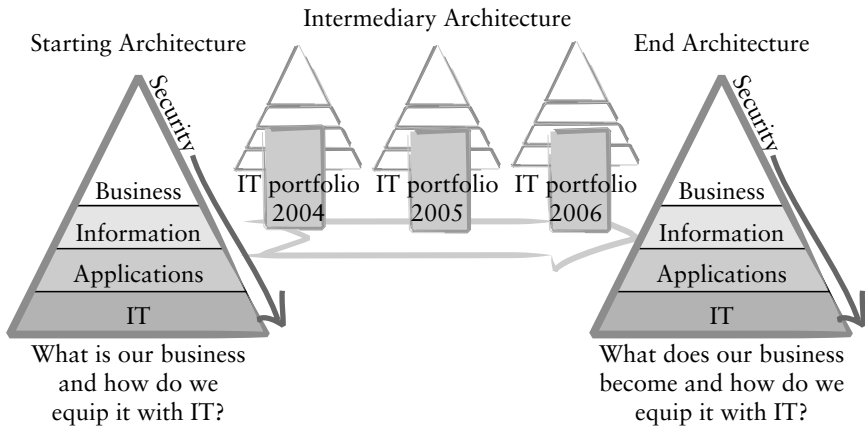 Intermediary Architecture
Starting Architecture
End Architecture
Security
Business
Information
Applications
IT
What is our business
and how do we
equip it with IT?
IT portfolio
2004
IT portfolio
2005
IT portfolio
2006
Security
Business
Information
Applications
IT
What does our business
become and how do we
equip it with IT?